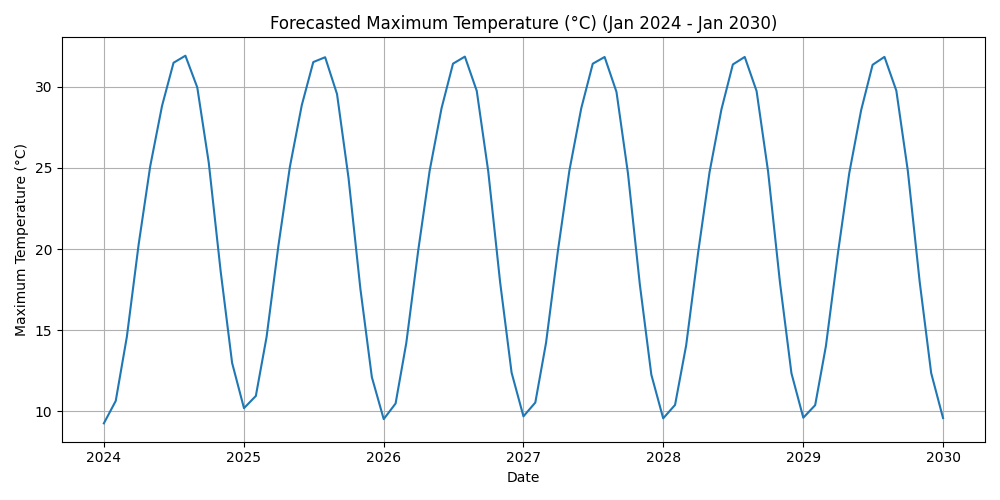 Forecasted Maximum Temperature (°C) (Jan 2024 - Jan 2030)
Maximum Temperature (°C)
30
25
20
15
10
2024 2025 2026 2027 2028 2029 2030
Date